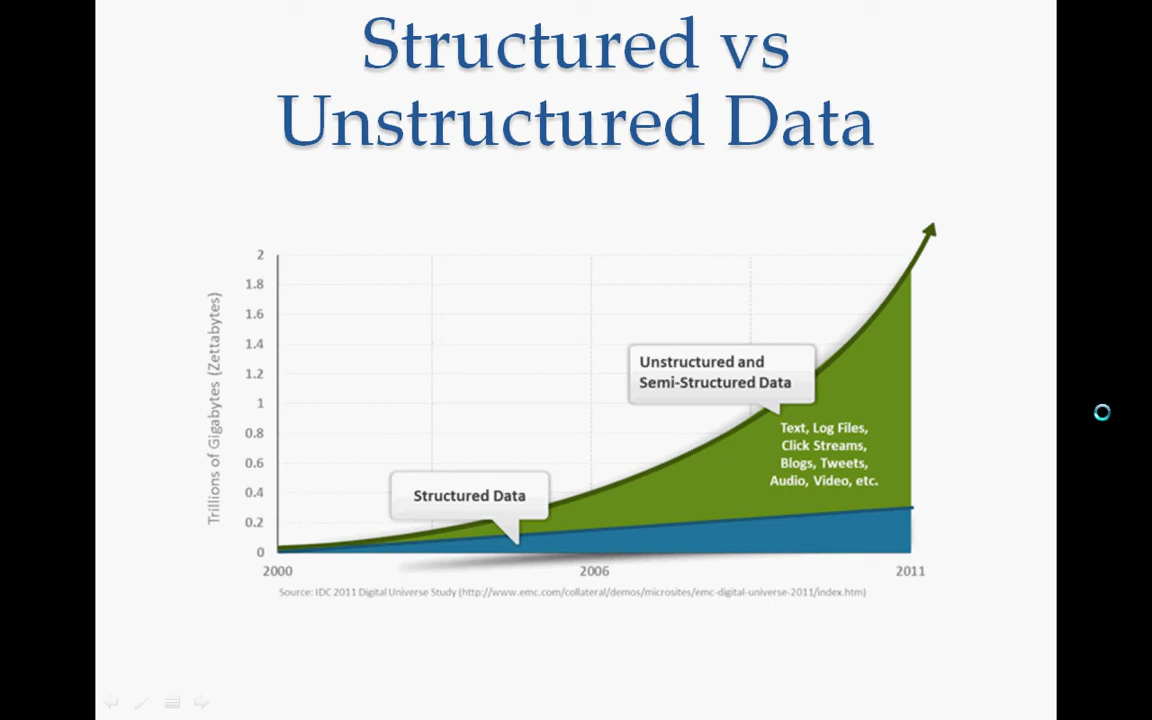 Structured vs
Unstructured Data
2
1.8
1.6
1.4
1.2
1
0.8
0.6
0.4
0.2
0
Trillions of Gigabytes (Zettabytes)
Unstructured and
Semi-Structured Data
Text, Log Files,
Click Streams,
Blogs, Tweets,
Audio, Video, etc.
Structured Data
2000
2006
2011
Source: IDC 2011 Digital Universe Study (http://www.emc.com/collateral/demos/microsites/emc-digital-universe-2011/index.htm)